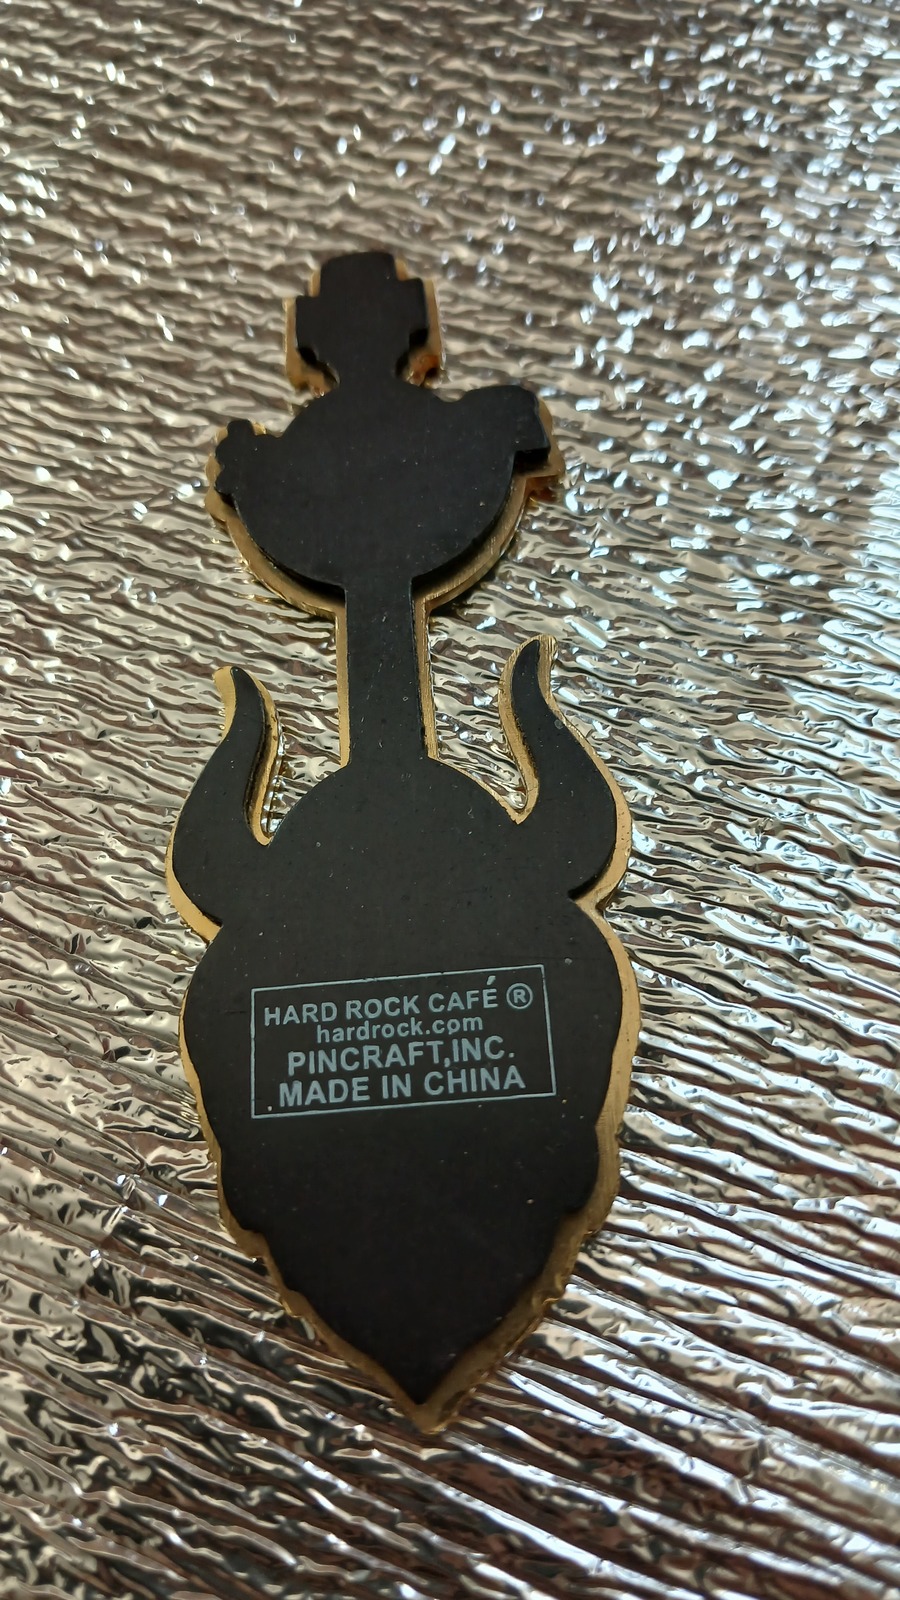 HARD ROCK CAFÉ ®
hardrock.com
PINCRAFT,INC.
MADE IN CHINA